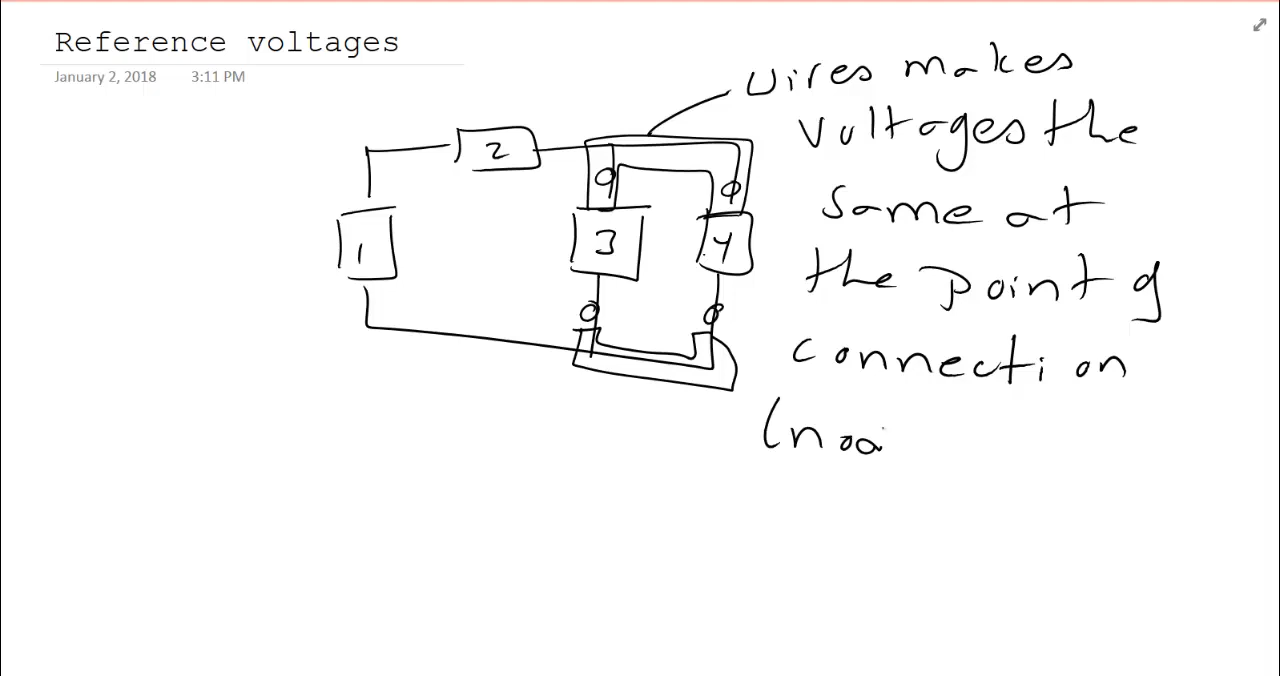 Reference voltages
January 2, 2018 3:11 PM
wires makes
voltages the
same at
the point of
connection
2
1
3
4